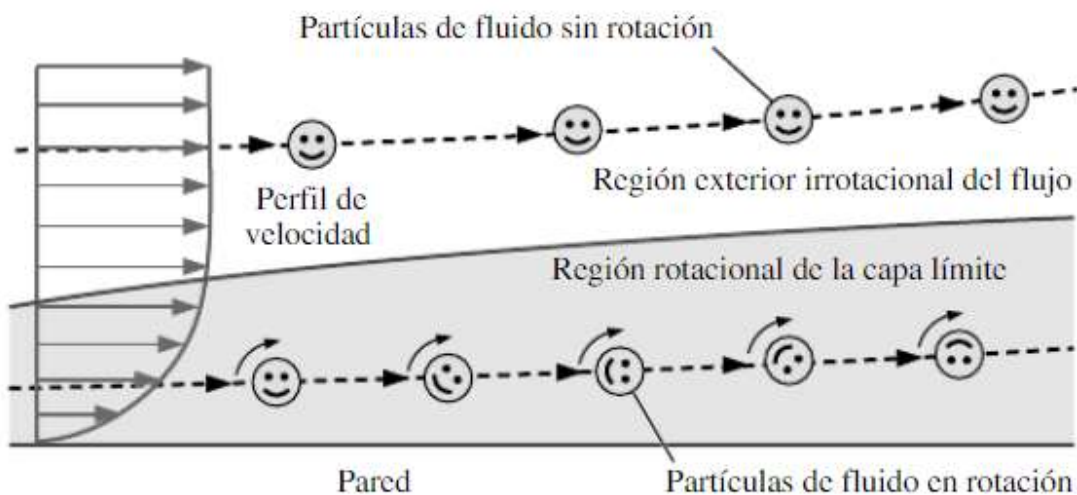 Partículas de fluido sin rotación
Perfil de
velocidad
Región exterior irrotacional del flujo
Región rotacional de la capa límite
Pared
Partículas de fluido en rotación